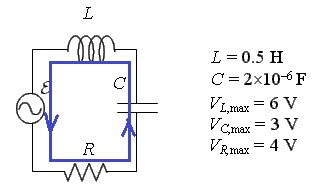 L
ε
C
R
L = 0.5 H
C = 2×10⁻⁶ F
V_L,max = 6 V
V_C,max = 3 V
V_R,max = 4 V